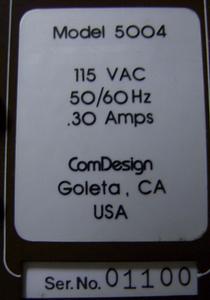 Model 5004
115 VAC
50/60 Hz
.30 Amps
ComDesign
Goleta, CA
USA
Ser. No. 01100